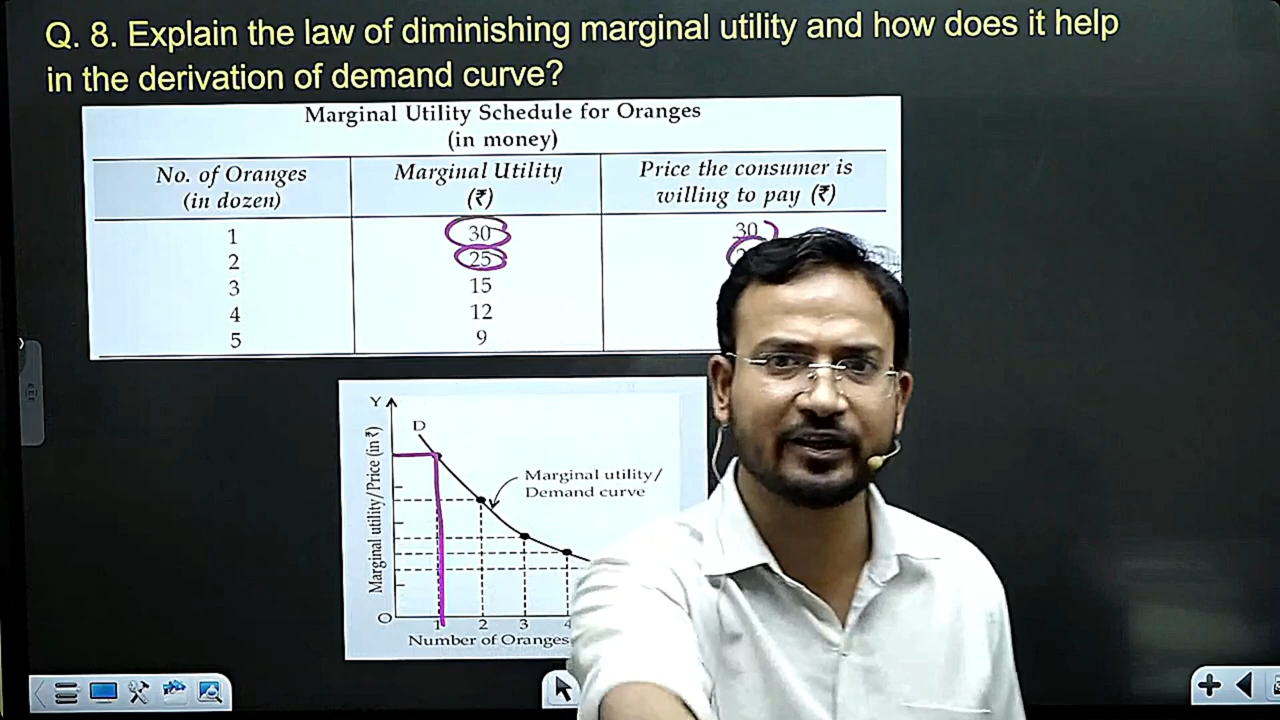 Q. 8. Explain the law of diminishing marginal utility and how does it help
in the derivation of demand curve?
Marginal Utility Schedule for Oranges
(in money)
No. of Oranges
(in dozen)
Marginal Utility
(₹)
Price the consumer is
willing to pay (₹)
1 30 30
2 25
3 15
4 12
5 9
Y
D
Marginal utility/
Demand curve
Marginal utility/Price (in ₹)
O 1 2 3 4
Number of Oranges